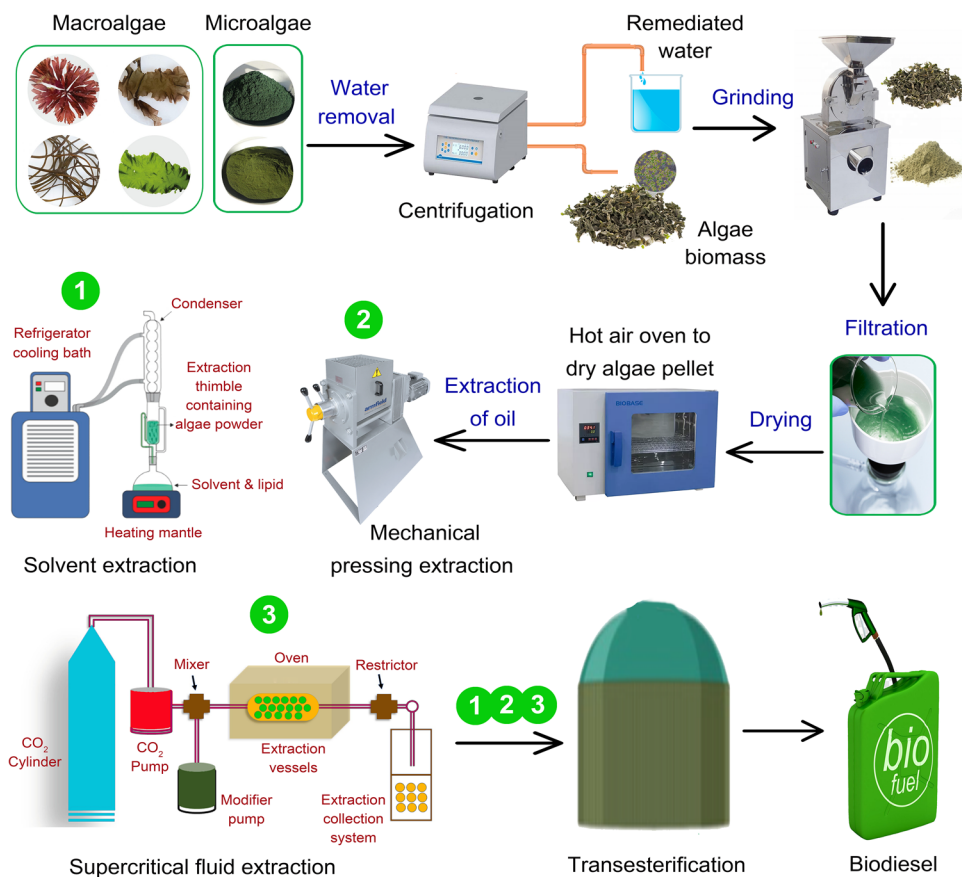 Macroalgae
Microalgae
Water
removal
Centrifugation
Remediated
water
Algae
biomass
Grinding
Filtration
Drying
Hot air oven to
dry algae pellet
BIOBASE
Extraction
of oil
1
Refrigerator
cooling bath
Condenser
Extraction
thimble
containing
algae powder
Solvent & lipid
Heating mantle
Solvent extraction
2
Mechanical
pressing extraction
3
CO₂
Cylinder
CO₂
Pump
Mixer
Modifier
pump
Oven
Extraction
vessels
Restrictor
Extraction
collection
system
Supercritical fluid extraction
1 2 3
Transesterification
bio
fuel
Biodiesel